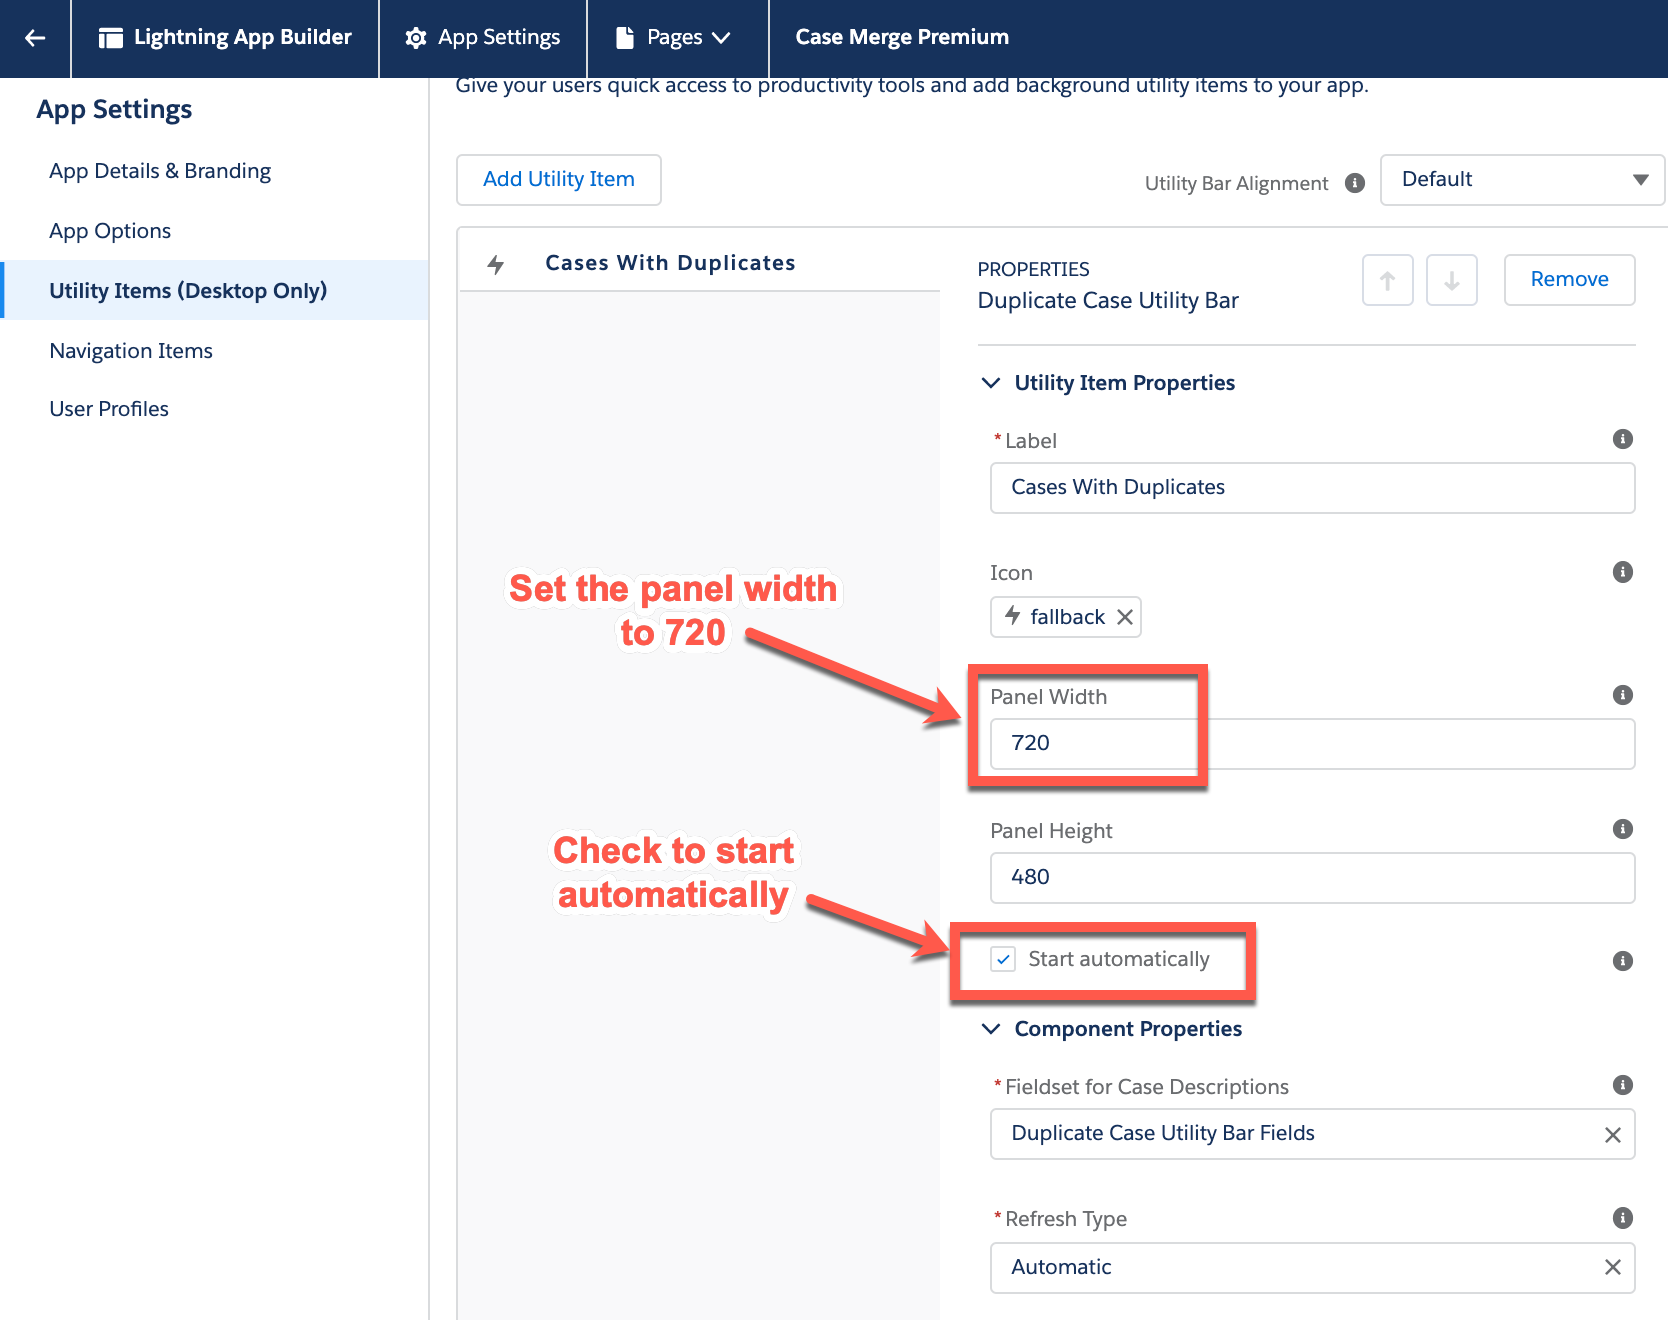 Lightning App Builder
App Settings
Pages
Case Merge Premium
Give your users quick access to productivity tools and add background utility items to your app.
App Settings
App Details & Branding
App Options
Utility Items (Desktop Only)
Navigation Items
User Profiles
Add Utility Item
Utility Bar Alignment
Default
Cases With Duplicates
PROPERTIES
Duplicate Case Utility Bar
Remove
Utility Item Properties
*Label
Cases With Duplicates
Icon
fallback
Set the panel width
to 720
Panel Width
720
Panel Height
480
Check to start
automatically
Start automatically
Component Properties
*Fieldset for Case Descriptions
Duplicate Case Utility Bar Fields
*Refresh Type
Automatic